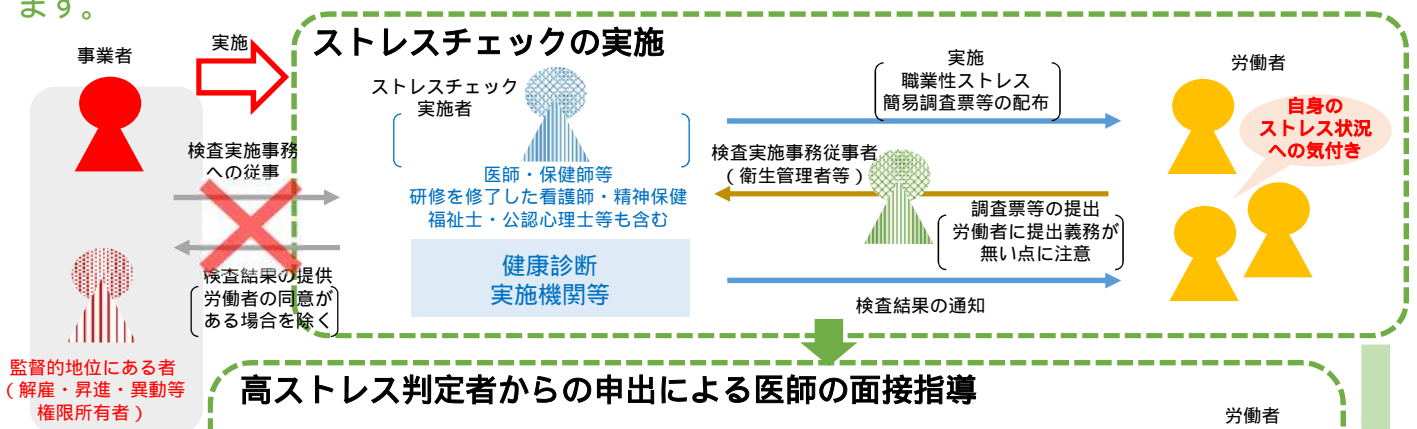 ます。
事業者
実施
ストレスチェックの実施
ストレスチェック
実施者
医師・保健師等
研修を修了した看護師・精神保健
福祉士・公認心理士等も含む
健康診断
実施機関等
検査実施事務
への従事
検査結果の提供
労働者の同意が
ある場合を除く
監督的地位にある者
（解雇・昇進・異動等
権限所有者）
実施
職業性ストレス
簡易調査票等の配布
検査実施事務従事者
（衛生管理者等）
調査票等の提出
労働者に提出義務が
無い点に注意
検査結果の通知
労働者
自身の
ストレス状況
への気付き
高ストレス判定者からの申出による医師の面接指導
労働者